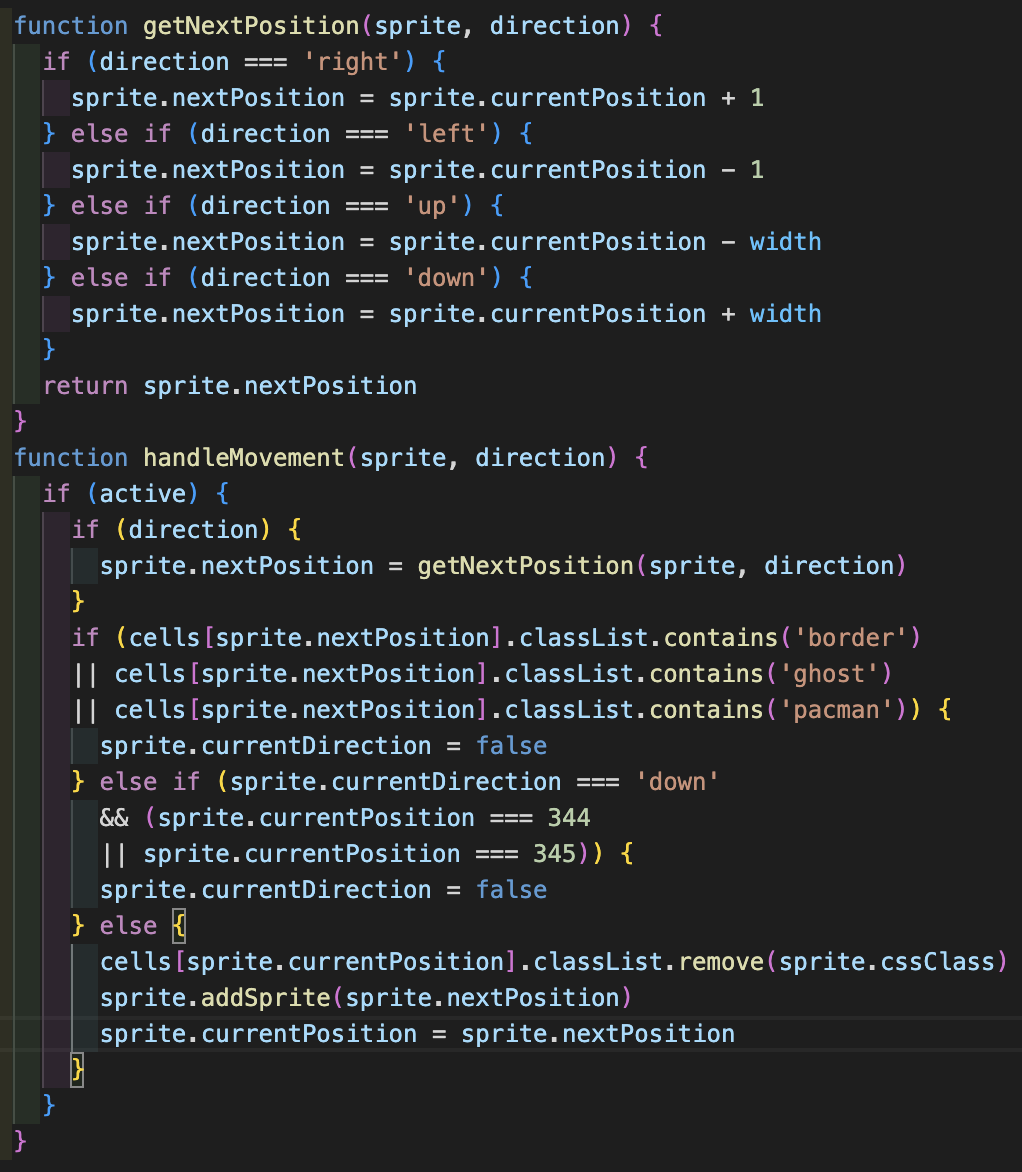 function getNextPosition(sprite, direction) {
  if (direction === 'right') {
    sprite.nextPosition = sprite.currentPosition + 1
  } else if (direction === 'left') {
    sprite.nextPosition = sprite.currentPosition - 1
  } else if (direction === 'up') {
    sprite.nextPosition = sprite.currentPosition - width
  } else if (direction === 'down') {
    sprite.nextPosition = sprite.currentPosition + width
  }
  return sprite.nextPosition
}
function handleMovement(sprite, direction) {
  if (active) {
    if (direction) {
      sprite.nextPosition = getNextPosition(sprite, direction)
    }
    if (cells[sprite.nextPosition].classList.contains('border')
    || cells[sprite.nextPosition].classList.contains('ghost')
    || cells[sprite.nextPosition].classList.contains('pacman')) {
      sprite.currentDirection = false
    } else if (sprite.currentDirection === 'down'
      && (sprite.currentPosition === 344
      || sprite.currentPosition === 345)) {
      sprite.currentDirection = false
    } else {
      cells[sprite.currentPosition].classList.remove(sprite.cssClass)
      sprite.addSprite(sprite.nextPosition)
      sprite.currentPosition = sprite.nextPosition
    }
  }
}